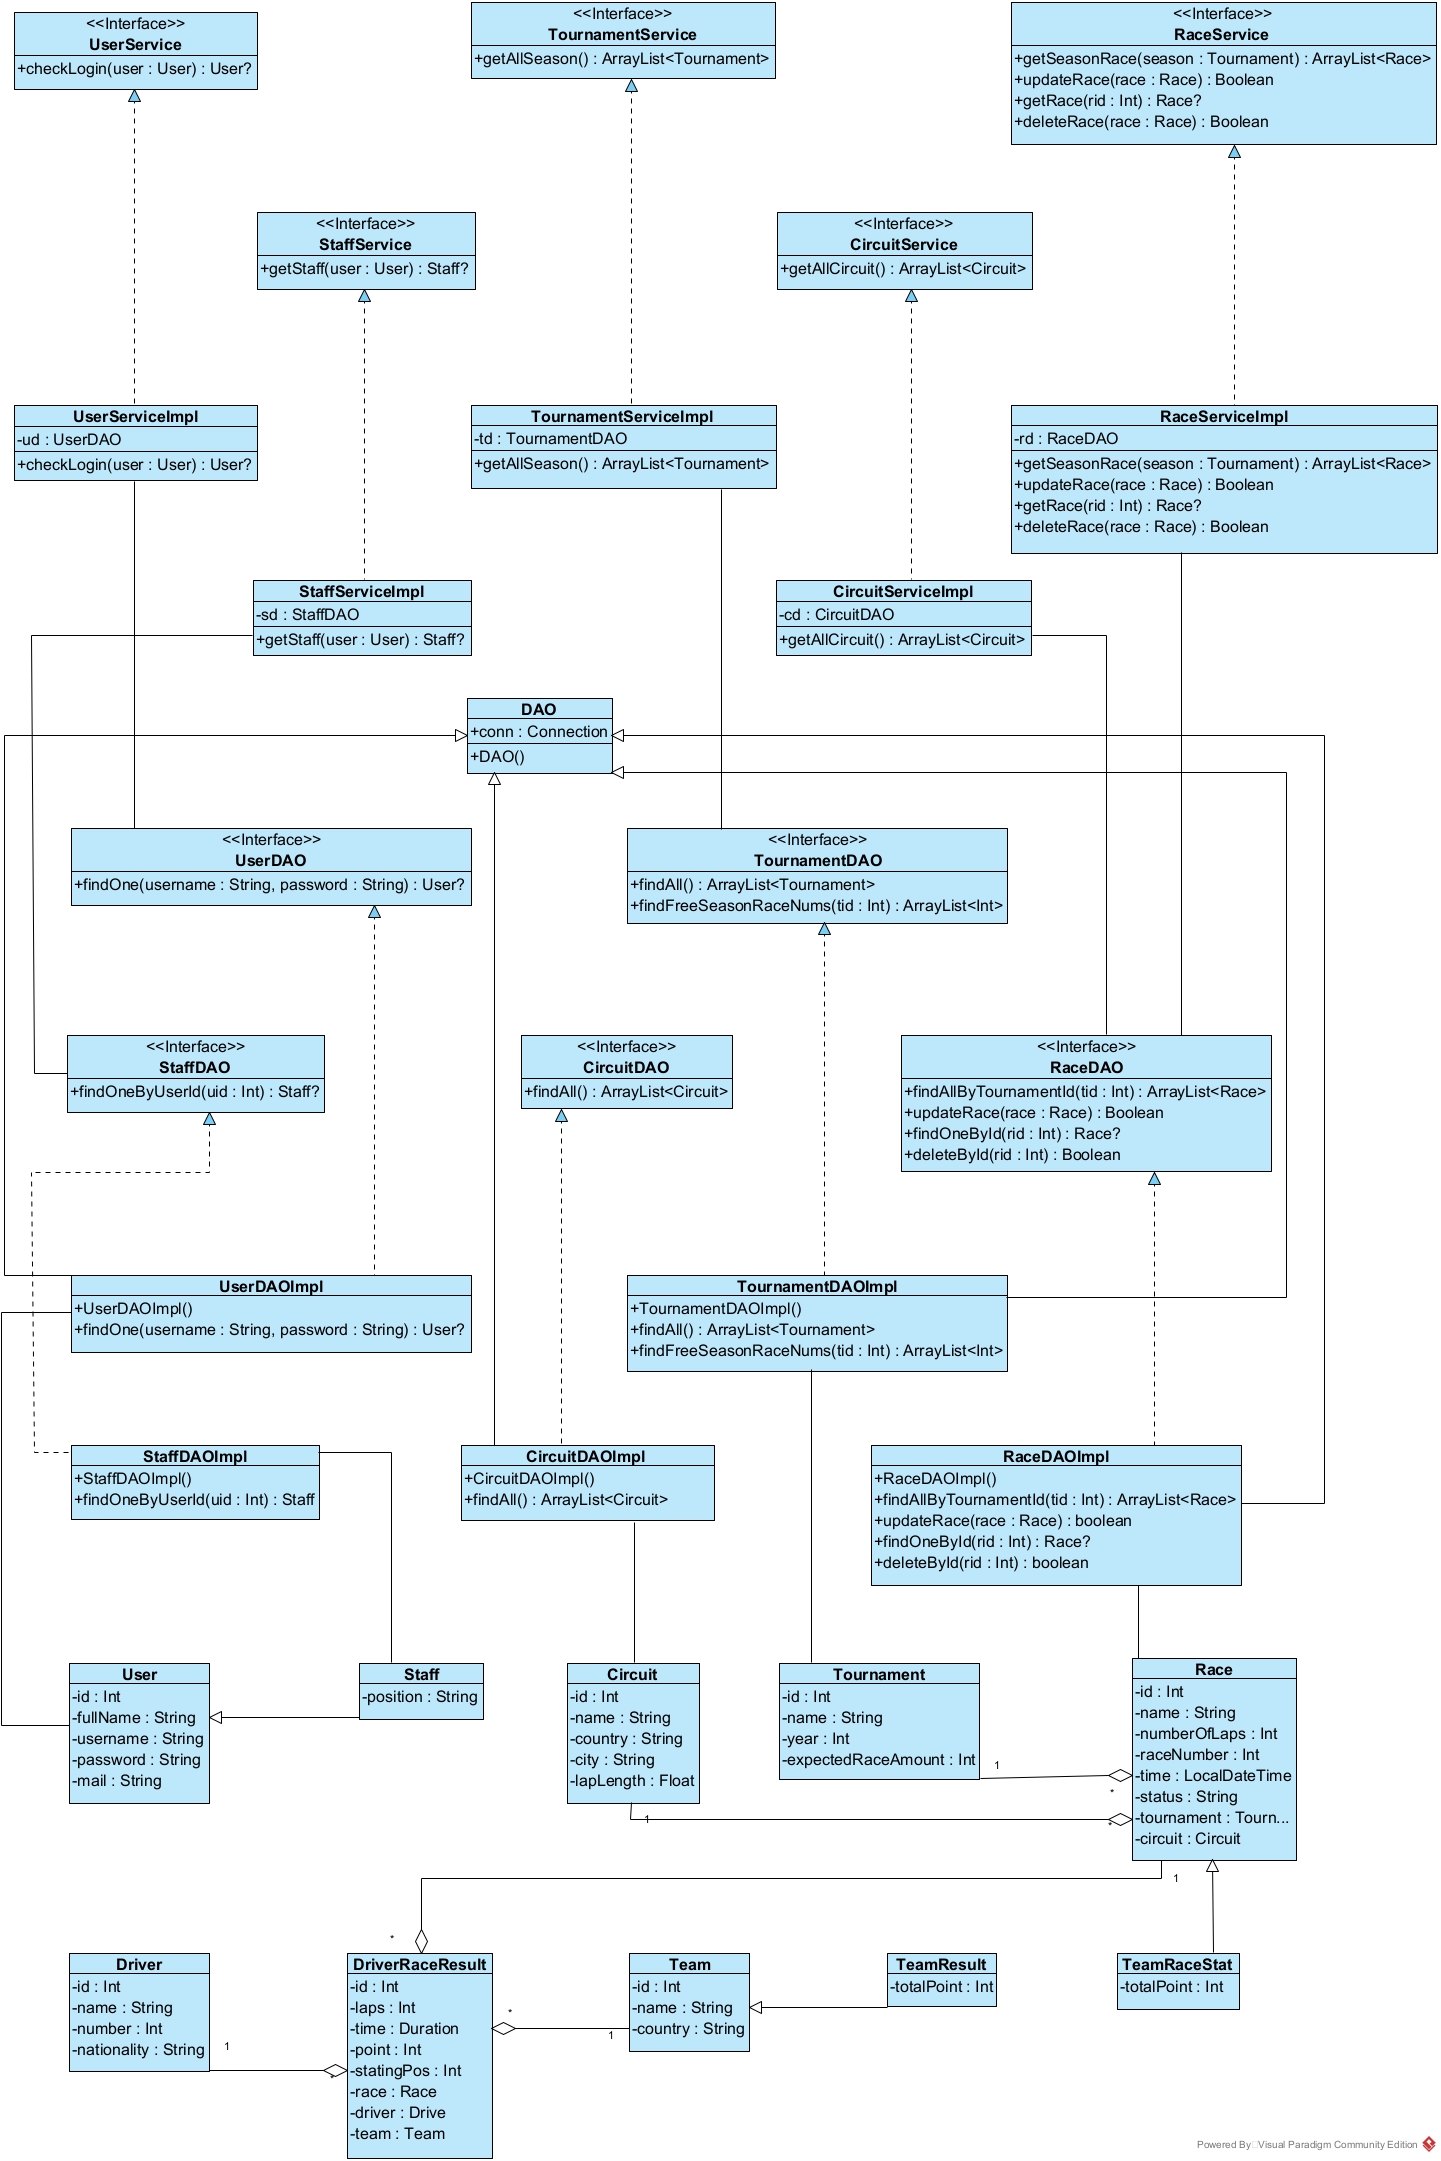 <<Interface>>
UserService
+checkLogin(user : User) : User?
<<Interface>>
TournamentService
+getAllSeason() : ArrayList<Tournament>
<<Interface>>
RaceService
+getSeasonRace(season : Tournament) : ArrayList<Race>
+updateRace(race : Race) : Boolean
+getRace(rid : Int) : Race?
+deleteRace(race : Race) : Boolean
<<Interface>>
StaffService
+getStaff(user : User) : Staff?
<<Interface>>
CircuitService
+getAllCircuit() : ArrayList<Circuit>
UserServiceImpl
-ud : UserDAO
+checkLogin(user : User) : User?
TournamentServiceImpl
-td : TournamentDAO
+getAllSeason() : ArrayList<Tournament>
RaceServiceImpl
-rd : RaceDAO
+getSeasonRace(season : Tournament) : ArrayList<Race>
+updateRace(race : Race) : Boolean
+getRace(rid : Int) : Race?
+deleteRace(race : Race) : Boolean
StaffServiceImpl
-sd : StaffDAO
+getStaff(user : User) : Staff?
CircuitServiceImpl
-cd : CircuitDAO
+getAllCircuit() : ArrayList<Circuit>
DAO
+conn : Connection
+DAO()
<<Interface>>
UserDAO
+findOne(username : String, password : String) : User?
<<Interface>>
TournamentDAO
+findAll() : ArrayList<Tournament>
+findFreeSeasonRaceNums(tid : Int) : ArrayList<Int>
<<Interface>>
StaffDAO
+findOneByUserId(uid : Int) : Staff?
<<Interface>>
CircuitDAO
+findAll() : ArrayList<Circuit>
<<Interface>>
RaceDAO
+findAllByTournamentId(tid : Int) : ArrayList<Race>
+updateRace(race : Race) : Boolean
+findOneById(rid : Int) : Race?
+deleteById(rid : Int) : Boolean
UserDAOImpl
+UserDAOImpl()
+findOne(username : String, password : String) : User?
TournamentDAOImpl
+TournamentDAOImpl()
+findAll() : ArrayList<Tournament>
+findFreeSeasonRaceNums(tid : Int) : ArrayList<Int>
StaffDAOImpl
+StaffDAOImpl()
+findOneByUserId(uid : Int) : Staff
CircuitDAOImpl
+CircuitDAOImpl()
+findAll() : ArrayList<Circuit>
RaceDAOImpl
+RaceDAOImpl()
+findAllByTournamentId(tid : Int) : ArrayList<Race>
+updateRace(race : Race) : boolean
+findOneById(rid : Int) : Race?
+deleteById(rid : Int) : boolean
User
-id : Int
-fullName : String
-username : String
-password : String
-mail : String
Staff
-position : String
Circuit
-id : Int
-name : String
-country : String
-city : String
-lapLength : Float
Tournament
-id : Int
-name : String
-year : Int
-expectedRaceAmount : Int
Race
-id : Int
-name : String
-numberOfLaps : Int
-raceNumber : Int
-time : LocalDateTime
-status : String
-tournament : Tourn...
-circuit : Circuit
1
*
1
*
1
*
Driver
-id : Int
-name : String
-number : Int
-nationality : String
1
*
DriverRaceResult
-id : Int
-laps : Int
-time : Duration
-point : Int
-statingPos : Int
-race : Race
-driver : Drive
-team : Team
*
1
Team
-id : Int
-name : String
-country : String
TeamResult
-totalPoint : Int
TeamRaceStat
-totalPoint : Int
Powered By Visual Paradigm Community Edition